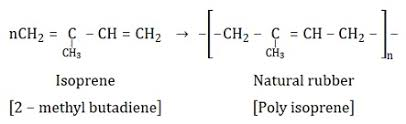 nCH₂ = C – CH = CH₂ → –[–CH₂ – C = CH – CH₂ –]–
CH₃ CH₃ n
Isoprene Natural rubber
[2 – methyl butadiene] [Poly isoprene]